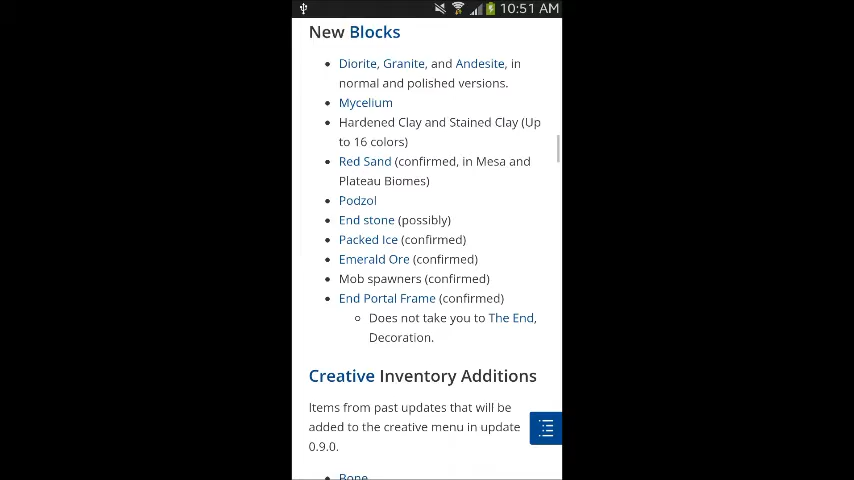 10:51 AM
New Blocks
Diorite, Granite, and Andesite, in
normal and polished versions.
Mycelium
Hardened Clay and Stained Clay (Up
to 16 colors)
Red Sand (confirmed, in Mesa and
Plateau Biomes)
Podzol
End stone (possibly)
Packed Ice (confirmed)
Emerald Ore (confirmed)
Mob spawners (confirmed)
End Portal Frame (confirmed)
Does not take you to The End,
Decoration.
Creative Inventory Additions
Items from past updates that will be
added to the creative menu in update
0.9.0.
Bone